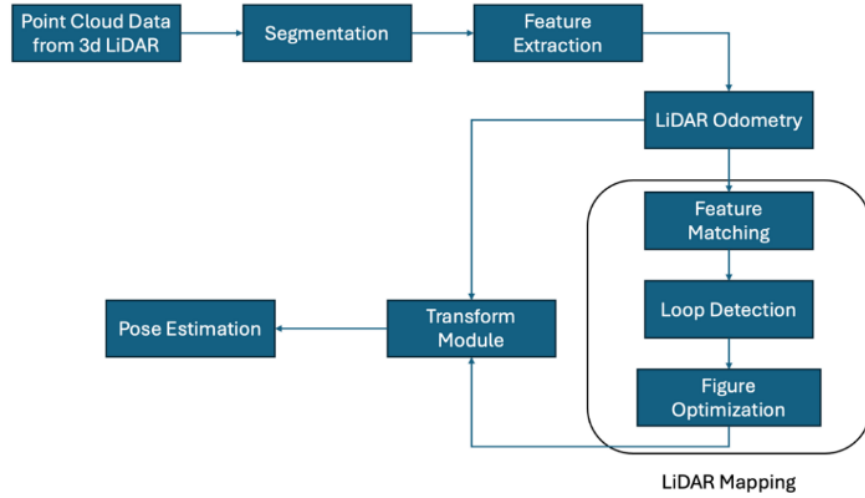 Point Cloud Data
from 3d LiDAR
Segmentation
Feature
Extraction
LiDAR Odometry
Feature
Matching
Loop Detection
Figure
Optimization
Transform
Module
Pose Estimation
LiDAR Mapping